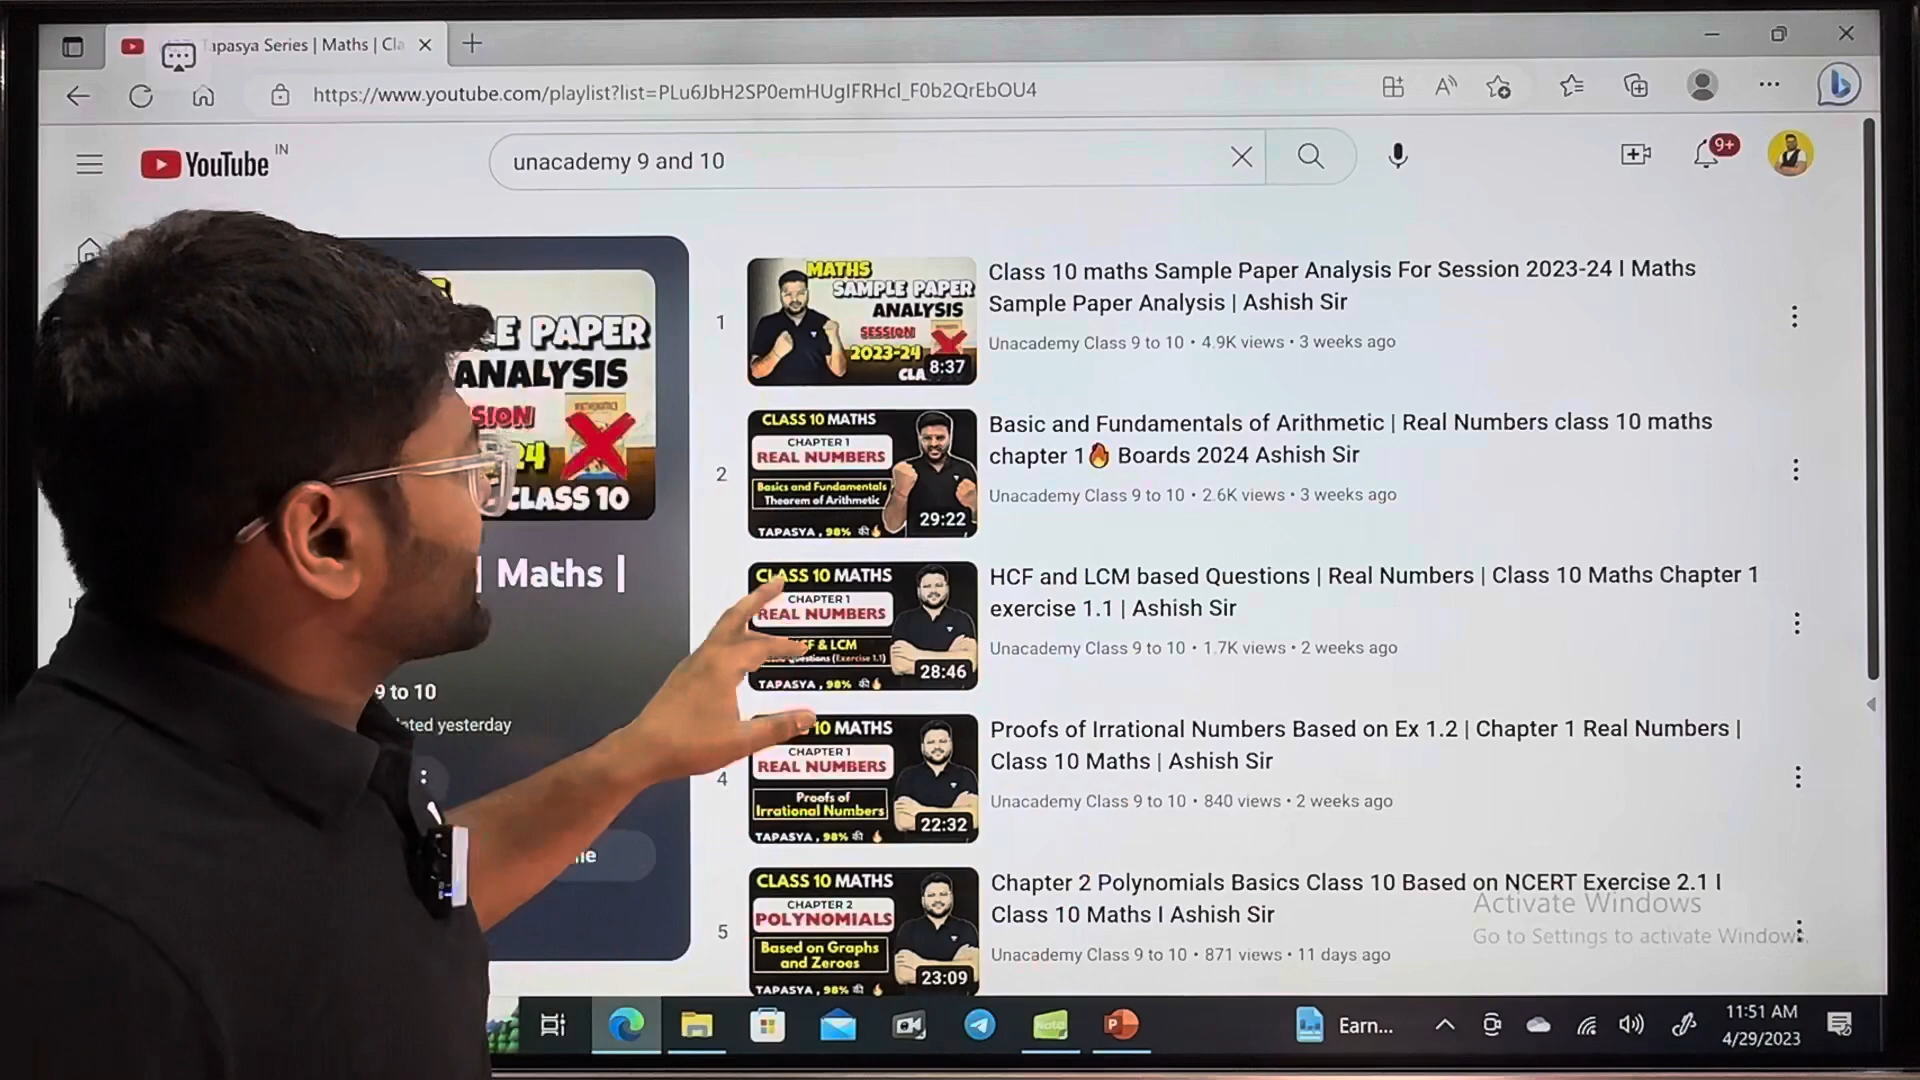 apasya Series | Maths | Cla
https://www.youtube.com/playlist?list=PLu6JbH2SP0emHUgIFRHcl_F0b2QrEbOU4
YouTube IN
unacademy 9 and 10
9+
E PAPER
ANALYSIS
SION
24
CLASS 10
| Maths |
9 to 10
ated yesterday
1
MATHS
SAMPLE PAPER
ANALYSIS
SESSION
2023-24
CLA
8:37
Class 10 maths Sample Paper Analysis For Session 2023-24 I Maths
Sample Paper Analysis | Ashish Sir
Unacademy Class 9 to 10 • 4.9K views • 3 weeks ago
2
CLASS 10 MATHS
CHAPTER 1
REAL NUMBERS
Basics and Fundamentals
Theorem of Arithmetic
29:22
TAPASYA , 98% की
Basic and Fundamentals of Arithmetic | Real Numbers class 10 maths
chapter 1🔥 Boards 2024 Ashish Sir
Unacademy Class 9 to 10 • 2.6K views • 3 weeks ago
CLASS 10 MATHS
CHAPTER 1
REAL NUMBERS
F & LCM
estions (Exercise 1.1)
28:46
TAPASYA , 98% की
HCF and LCM based Questions | Real Numbers | Class 10 Maths Chapter 1
exercise 1.1 | Ashish Sir
Unacademy Class 9 to 10 • 1.7K views • 2 weeks ago
4
10 MATHS
CHAPTER 1
REAL NUMBERS
Proofs of
Irrational Numbers
22:32
TAPASYA , 98% की
Proofs of Irrational Numbers Based on Ex 1.2 | Chapter 1 Real Numbers |
Class 10 Maths | Ashish Sir
Unacademy Class 9 to 10 • 840 views • 2 weeks ago
5
CLASS 10 MATHS
CHAPTER 2
POLYNOMIALS
Based on Graphs
and Zeroes
23:09
TAPASYA , 98% की
Chapter 2 Polynomials Basics Class 10 Based on NCERT Exercise 2.1 I
Class 10 Maths I Ashish Sir
Unacademy Class 9 to 10 • 871 views • 11 days ago
Activate Windows
Go to Settings to activate Windows.
Nota
Earn...
11:51 AM
4/29/2023